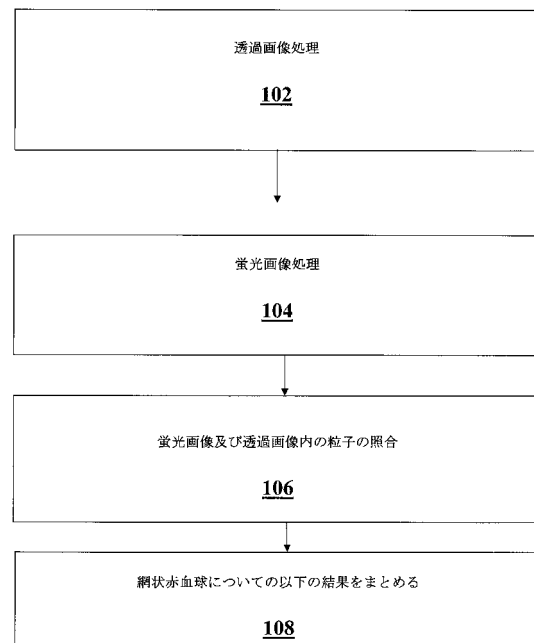 透過画像処理
102
蛍光画像処理
104
蛍光画像及び透過画像内の粒子の照合
106
網状赤血球についての以下の結果をまとめる
108